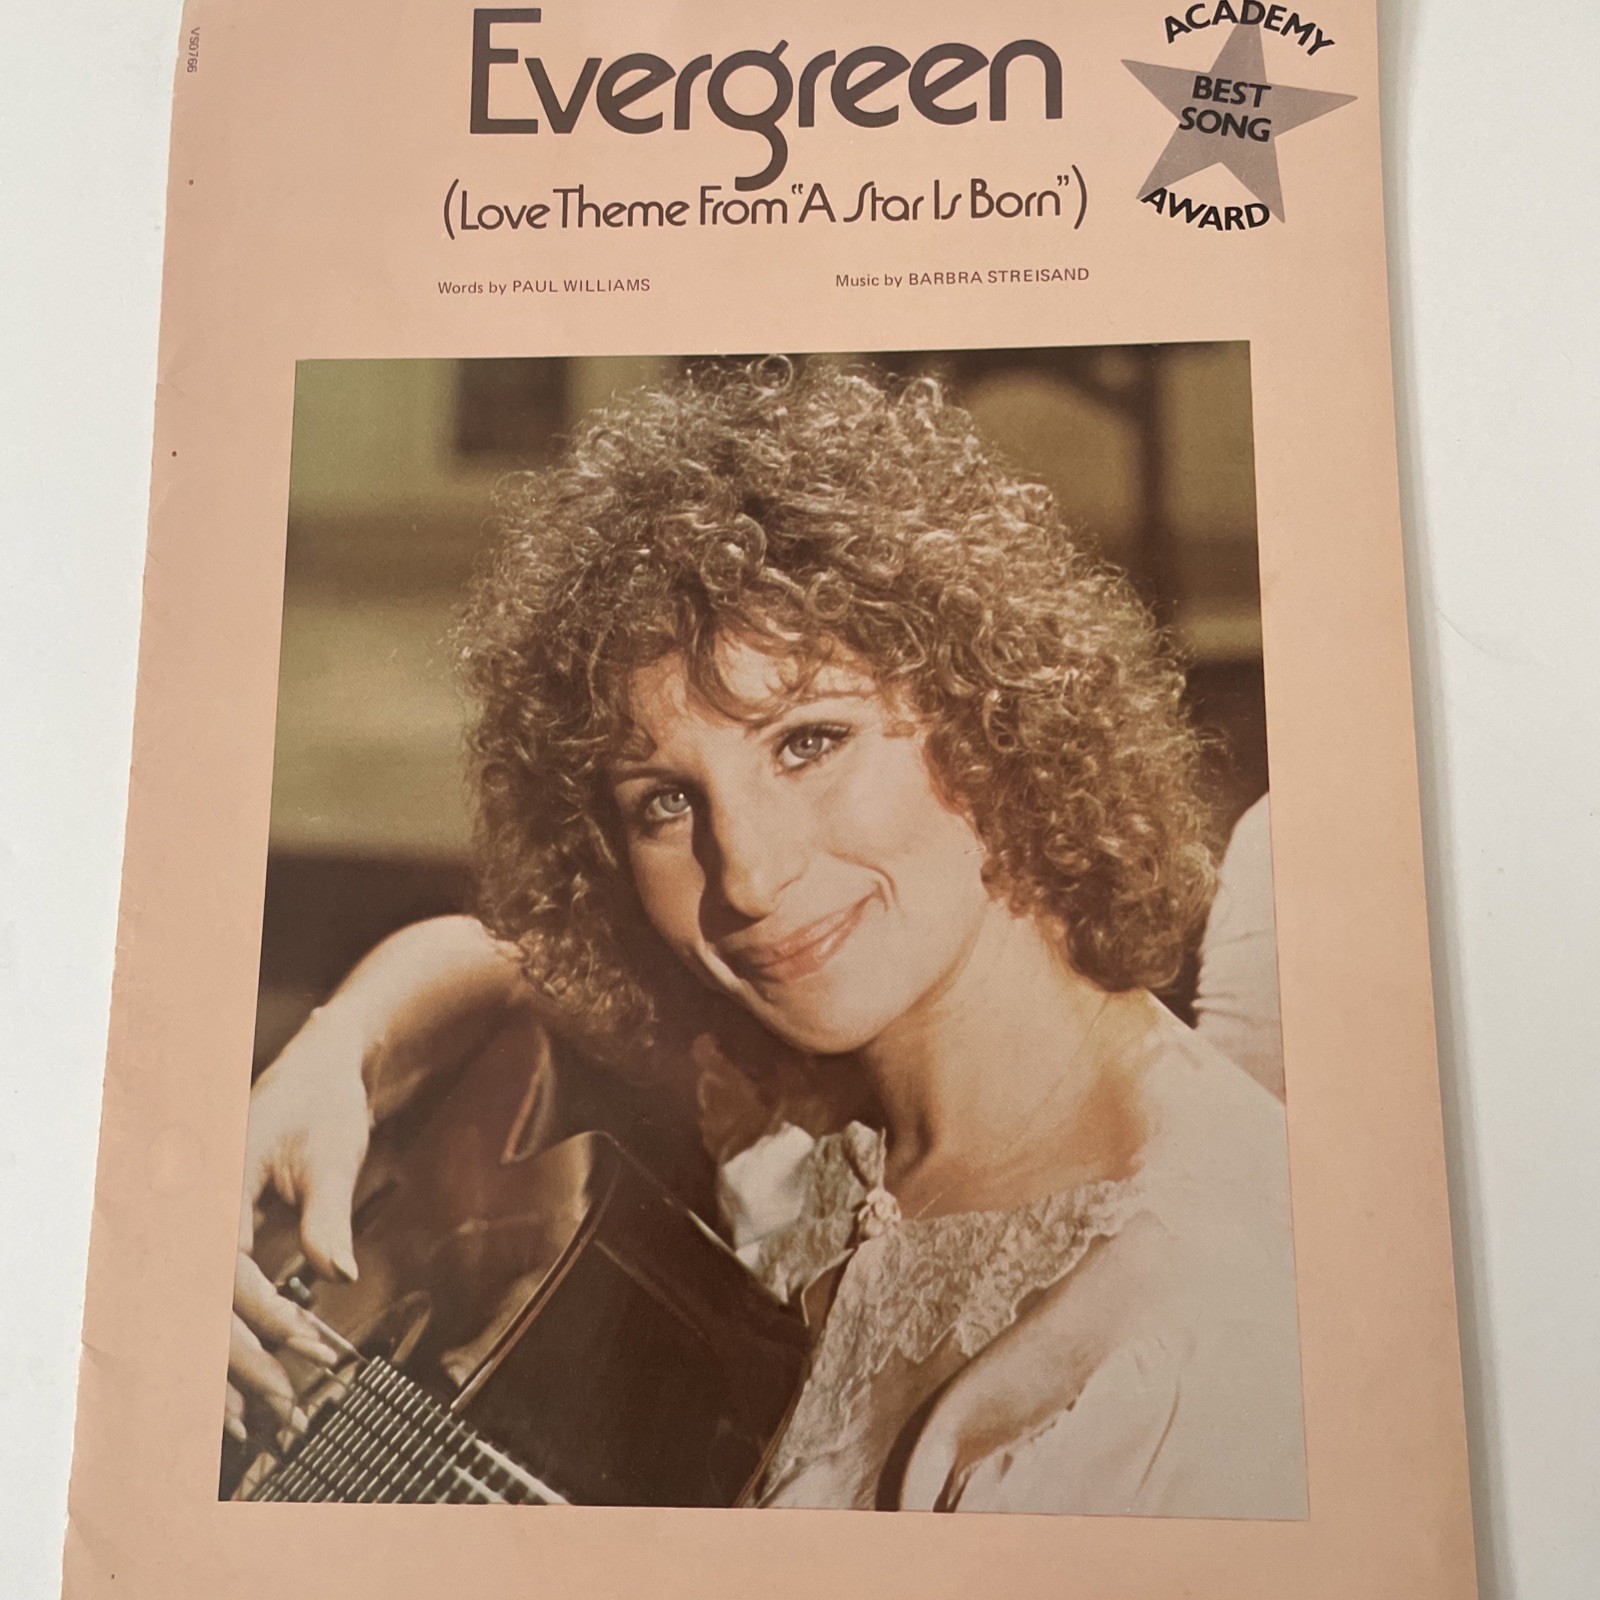 VS0766
Evergreen
(Love Theme From "A Star Is Born")
ACADEMY
BEST
SONG
AWARD
Words by PAUL WILLIAMS
Music by BARBRA STREISAND